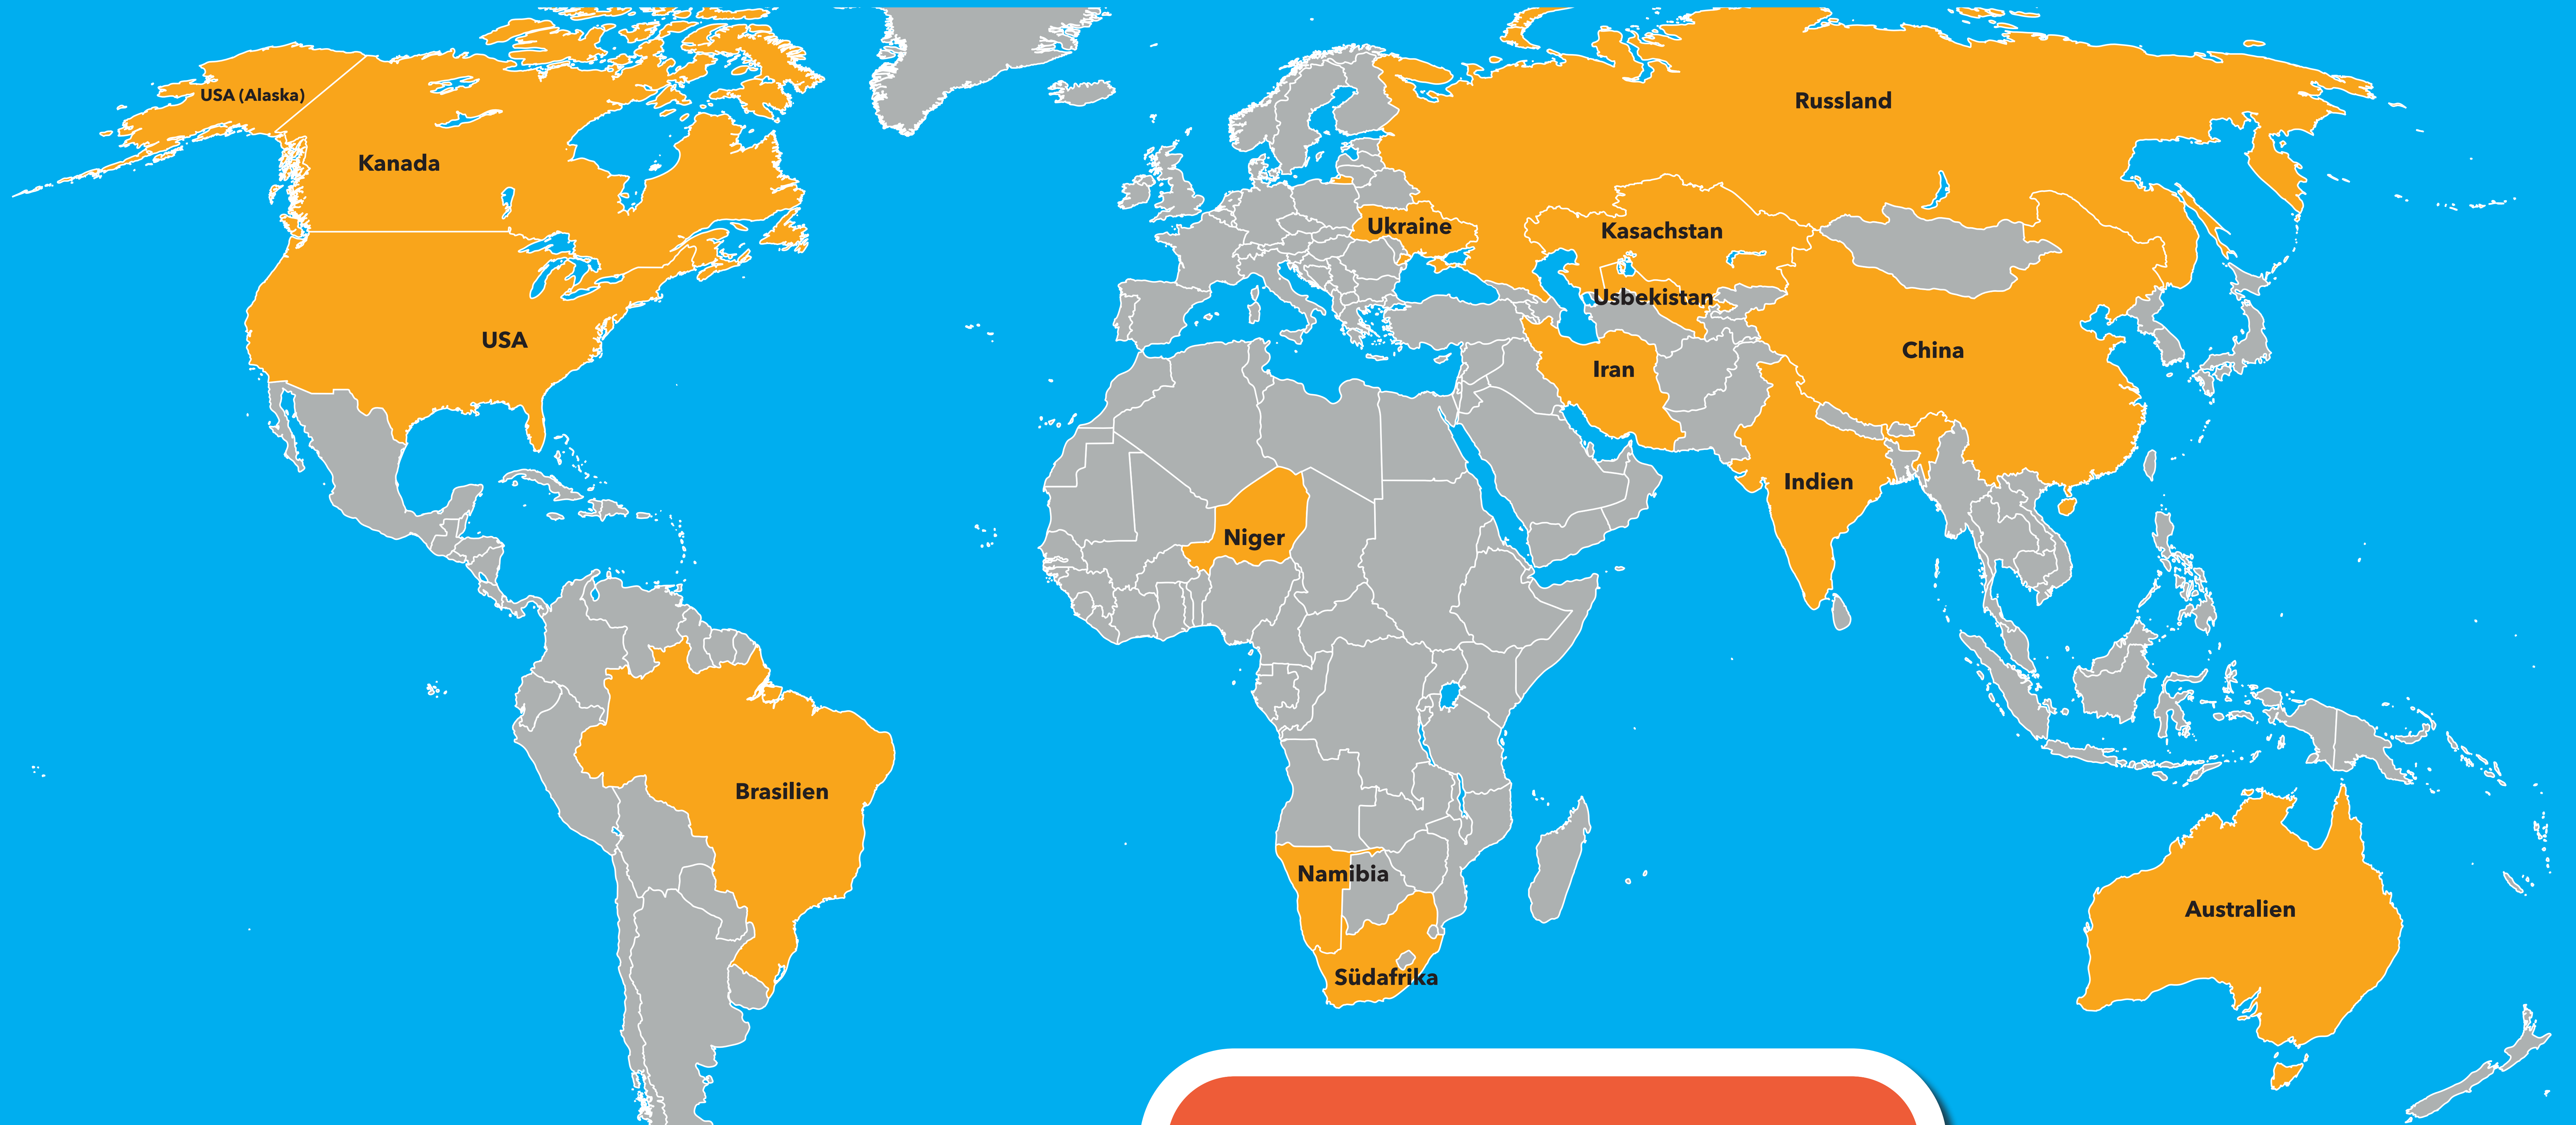 USA (Alaska)
Russland
Kanada
Ukraine
Kasachstan
Usbekistan
USA
China
Iran
Indien
Niger
Brasilien
Namibia
Australien
Südafrika